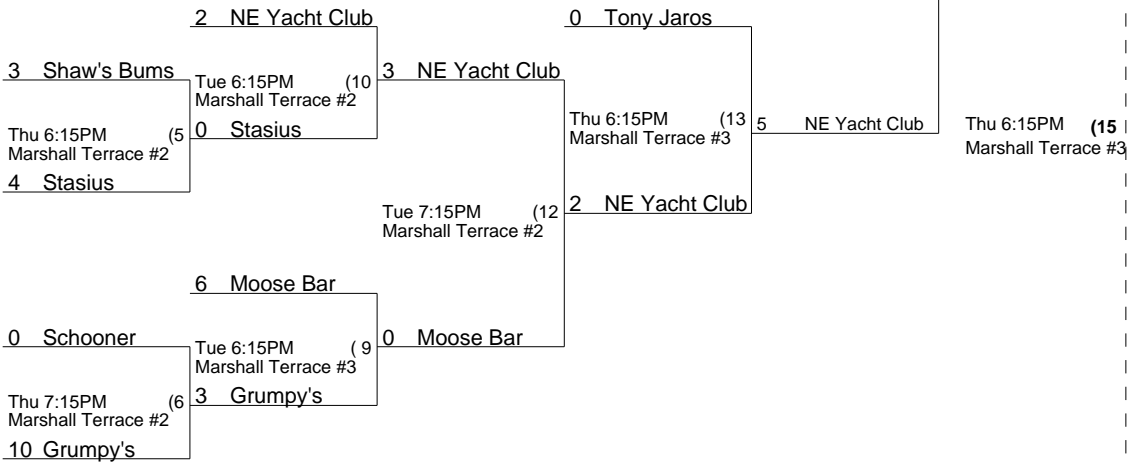 2 NE Yacht Club
0 Tony Jaros
3 Shaw's Bums
Tue 6:15PM (10
Marshall Terrace #2
3 NE Yacht Club
Thu 6:15PM (5
Marshall Terrace #2
0 Stasius
Thu 6:15PM (13
Marshall Terrace #3
5 NE Yacht Club
Thu 6:15PM (15
Marshall Terrace #3
4 Stasius
Tue 7:15PM (12
Marshall Terrace #2
2 NE Yacht Club
6 Moose Bar
0 Schooner
Tue 6:15PM ( 9
Marshall Terrace #3
0 Moose Bar
Thu 7:15PM (6
Marshall Terrace #2
3 Grumpy's
10 Grumpy's